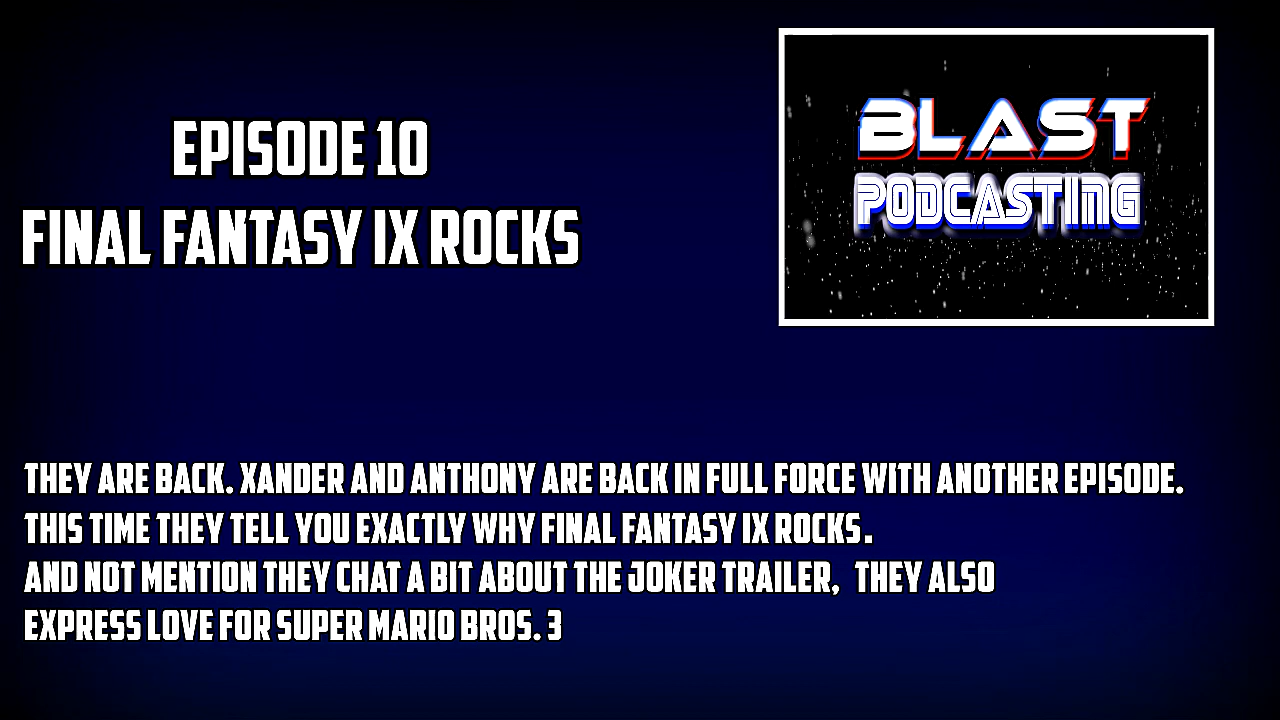 EPISODE 10
FINAL FANTASY IX ROCKS
BLAST
PODCASTING
THEY ARE BACK. XANDER AND ANTHONY ARE BACK IN FULL FORCE WITH ANOTHER EPISODE.
THIS TIME THEY TELL YOU EXACTLY WHY FINAL FANTASY IX ROCKS.
AND NOT MENTION THEY CHAT A BIT ABOUT THE JOKER TRAILER, THEY ALSO
EXPRESS LOVE FOR SUPER MARIO BROS. 3